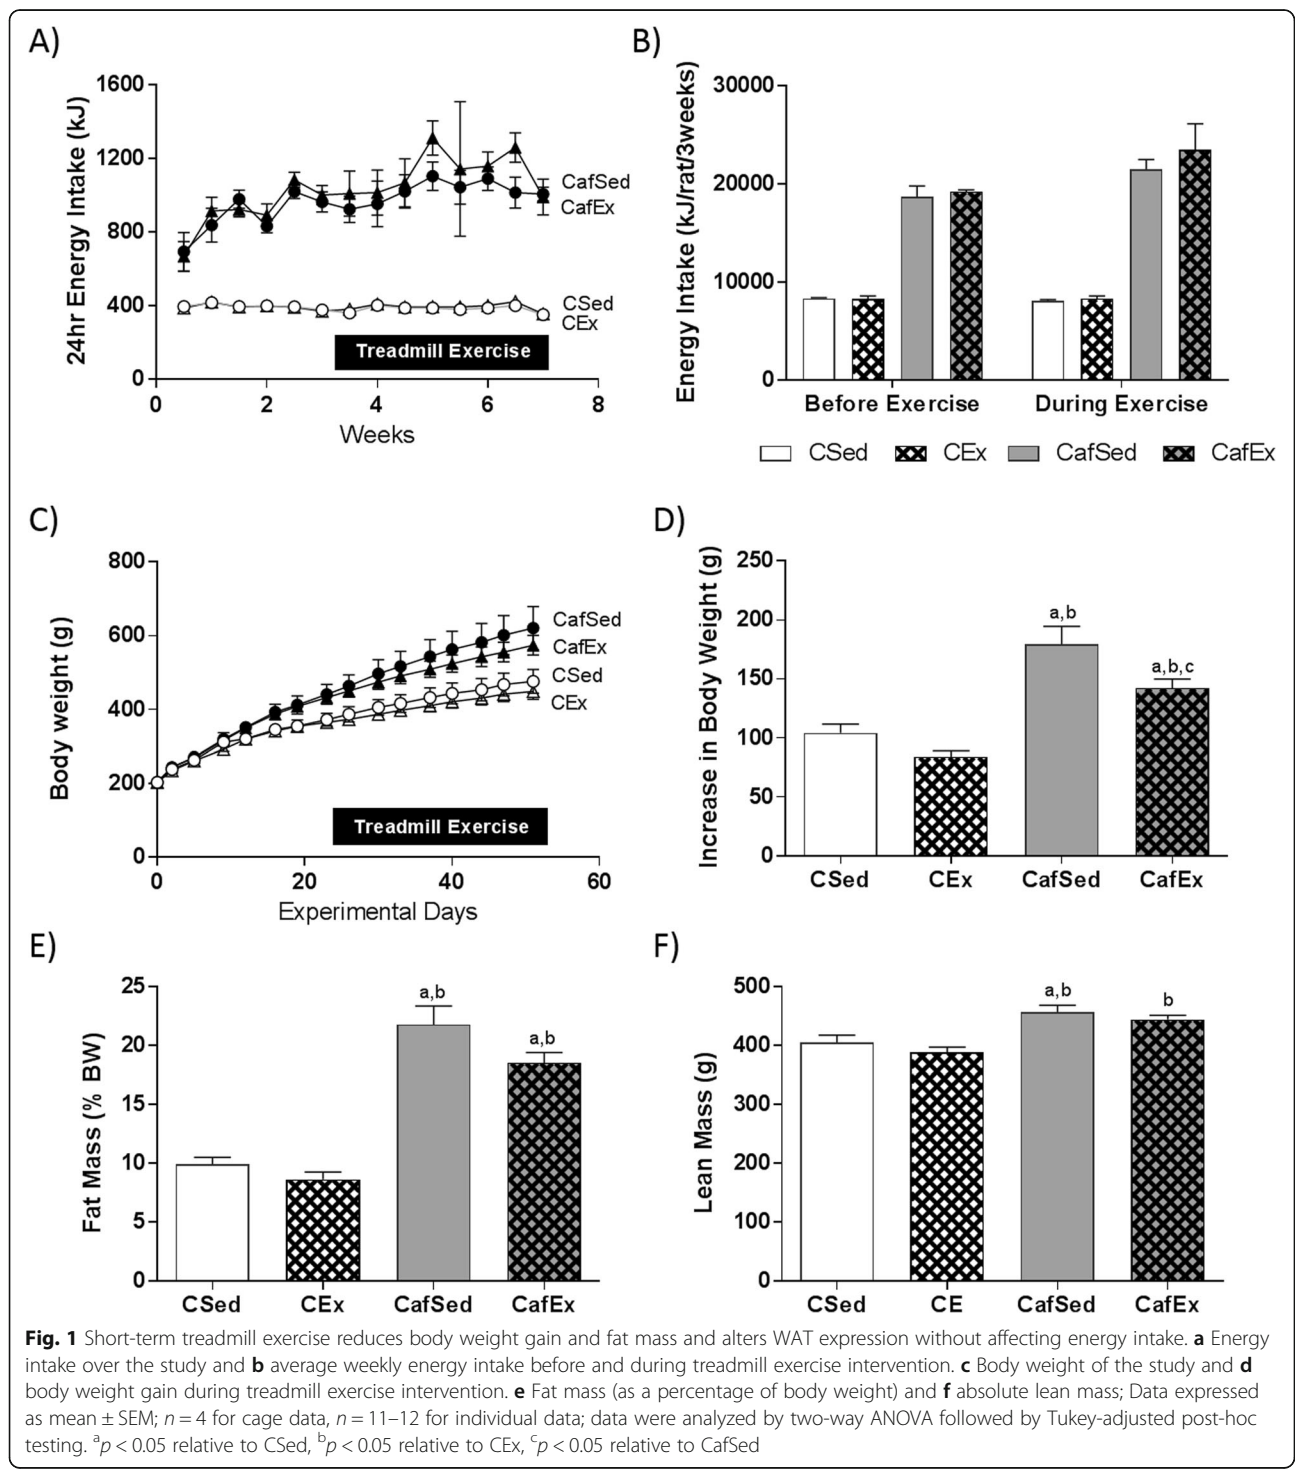 A)
24hr Energy Intake (kJ)
1600
1200
800
400
0
CafSed
CafEx
CSed
CEx
Treadmill Exercise
0 2 4 6 8
Weeks
B)
Energy Intake (kJ/rat/3weeks)
30000
20000
10000
0
Before Exercise During Exercise
CSed CEx CafSed CafEx
C)
Body weight (g)
800
600
400
200
0
CafSed
CafEx
CSed
CEx
Treadmill Exercise
0 20 40 60
Experimental Days
D)
Increase in Body Weight (g)
250
200
150
100
50
0
a,b
a,b,c
CSed CEx CafSed CafEx
E)
Fat Mass (% BW)
25
20
15
10
5
0
a,b
a,b
CSed CEx CafSed CafEx
F)
Lean Mass (g)
500
400
300
200
100
0
a,b
b
CSed CE CafSed CafEx
Fig. 1 Short-term treadmill exercise reduces body weight gain and fat mass and alters WAT expression without affecting energy intake. a Energy
intake over the study and b average weekly energy intake before and during treadmill exercise intervention. c Body weight of the study and d
body weight gain during treadmill exercise intervention. e Fat mass (as a percentage of body weight) and f absolute lean mass; Data expressed
as mean ± SEM; n = 4 for cage data, n = 11–12 for individual data; data were analyzed by two-way ANOVA followed by Tukey-adjusted post-hoc
testing. ᵃp < 0.05 relative to CSed, ᵇp < 0.05 relative to CEx, ᶜp < 0.05 relative to CafSed